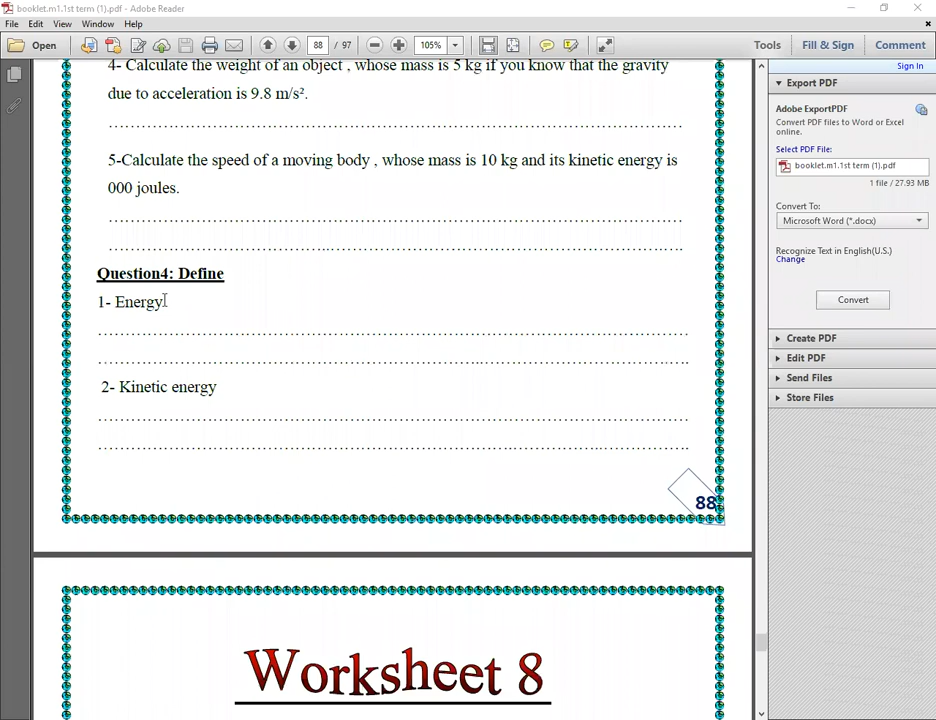 booklet.m1.1st term (1).pdf - Adobe Reader
File Edit View Window Help
Open 88 / 97 105% Tools Fill & Sign Comment
Sign In
4- Calculate the weight of an object , whose mass is 5 kg if you know that the gravity
due to acceleration is 9.8 m/s².
5-Calculate the speed of a moving body , whose mass is 10 kg and its kinetic energy is
000 joules.
Question4: Define
1- Energy
2- Kinetic energy
88
Worksheet 8
Export PDF
Adobe ExportPDF
Convert PDF files to Word or Excel
online.
Select PDF File:
booklet.m1.1st term (1).pdf
1 file / 27.93 MB
Convert To:
Microsoft Word (*.docx)
Recognize Text in English(U.S.)
Change
Convert
Create PDF
Edit PDF
Send Files
Store Files